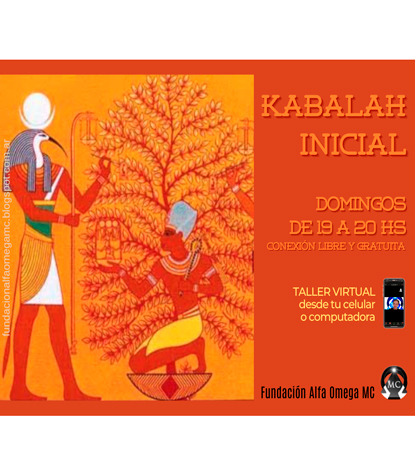 KABALAH
INICIAL
DOMINGOS
DE 19 A 20 HS
CONEXIÓN LIBRE Y GRATUITA
TALLER VIRTUAL
desde tu celular
o computadora
Fundación Alfa Omega MC
MC
fundacionalfaomegamc.blogspot.com.ar